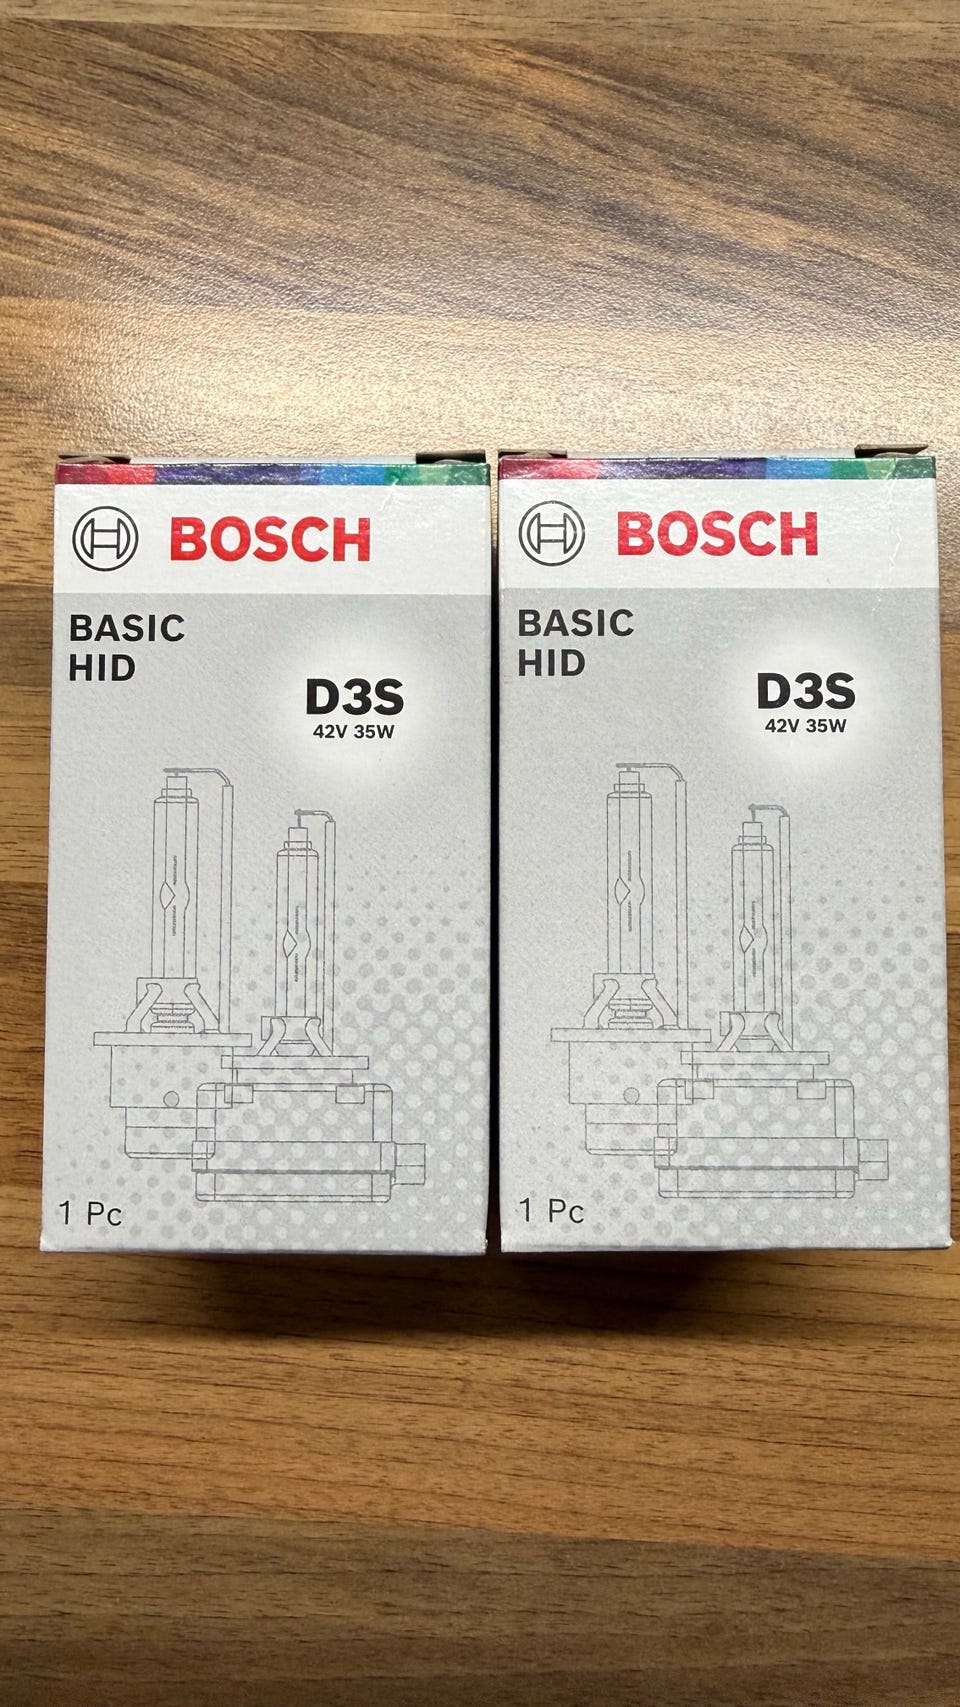 BOSCH
BASIC
HID
D3S
42V 35W
1 Pc
BOSCH
BASIC
HID
D3S
42V 35W
1 Pc